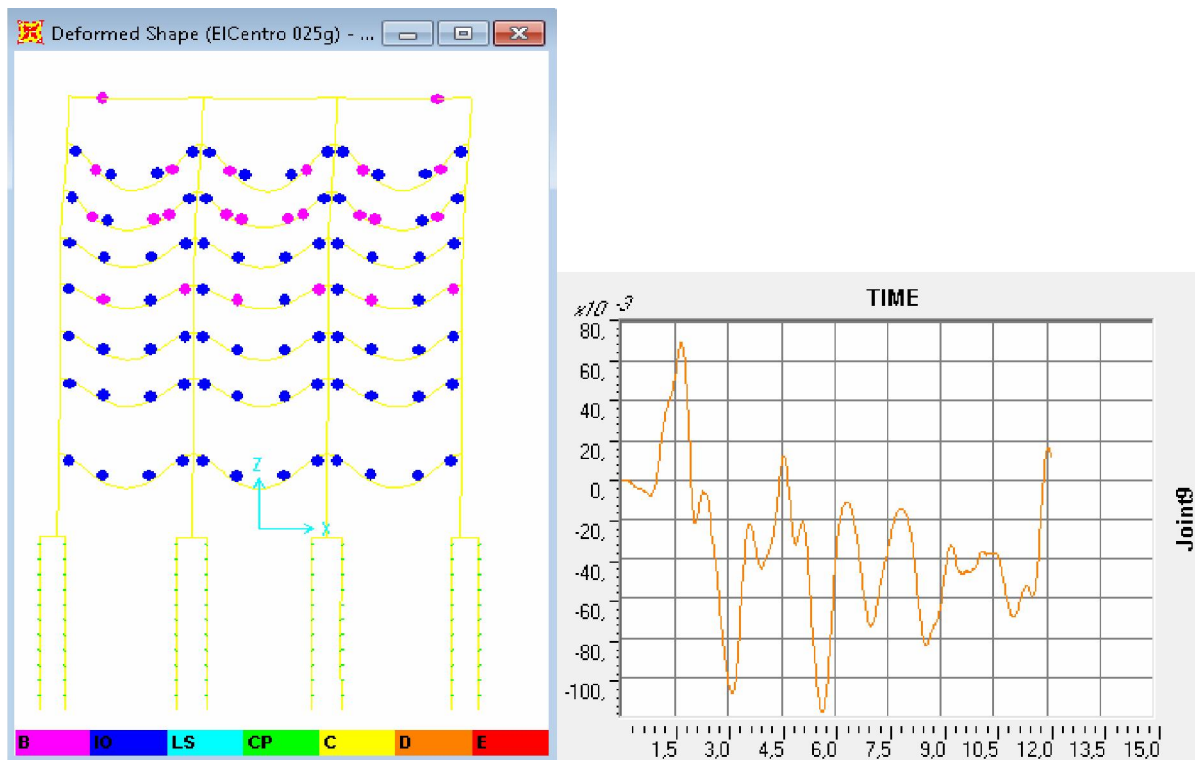 Deformed Shape (ElCentro 025g) - ...
Z
X
B IO LS CP C D E
TIME
x10 -3
80,
60,
40,
20,
0,
-20,
-40,
-60,
-80,
-100,
1,5 3,0 4,5 6,0 7,5 9,0 10,5 12,0 13,5 15,0
Joint9